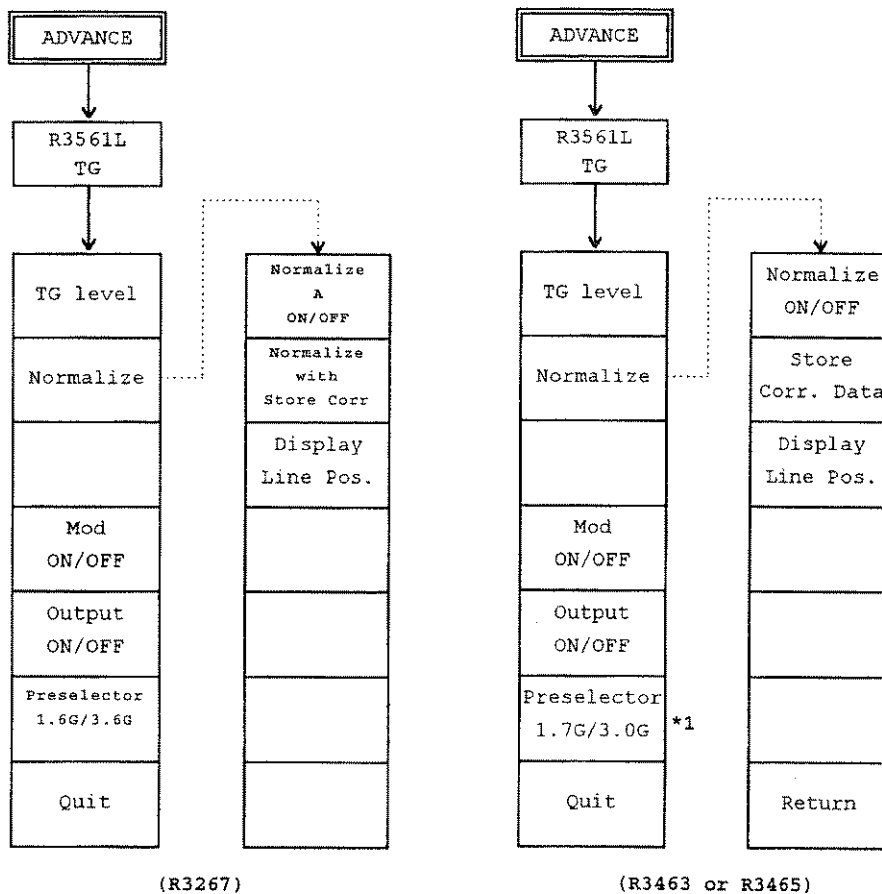 ADVANCE
R3561L
TG
TG level
Normalize
Mod
ON/OFF
Output
ON/OFF
Preselector
1.6G/3.6G
Quit
Normalize
A
ON/OFF
Normalize
with
Store Corr
Display
Line Pos.
(R3267)
ADVANCE
R3561L
TG
TG level
Normalize
Mod
ON/OFF
Output
ON/OFF
Preselector
1.7G/3.0G
*1
Quit
Normalize
ON/OFF
Store
Corr. Data
Display
Line Pos.
Return
(R3463 or R3465)